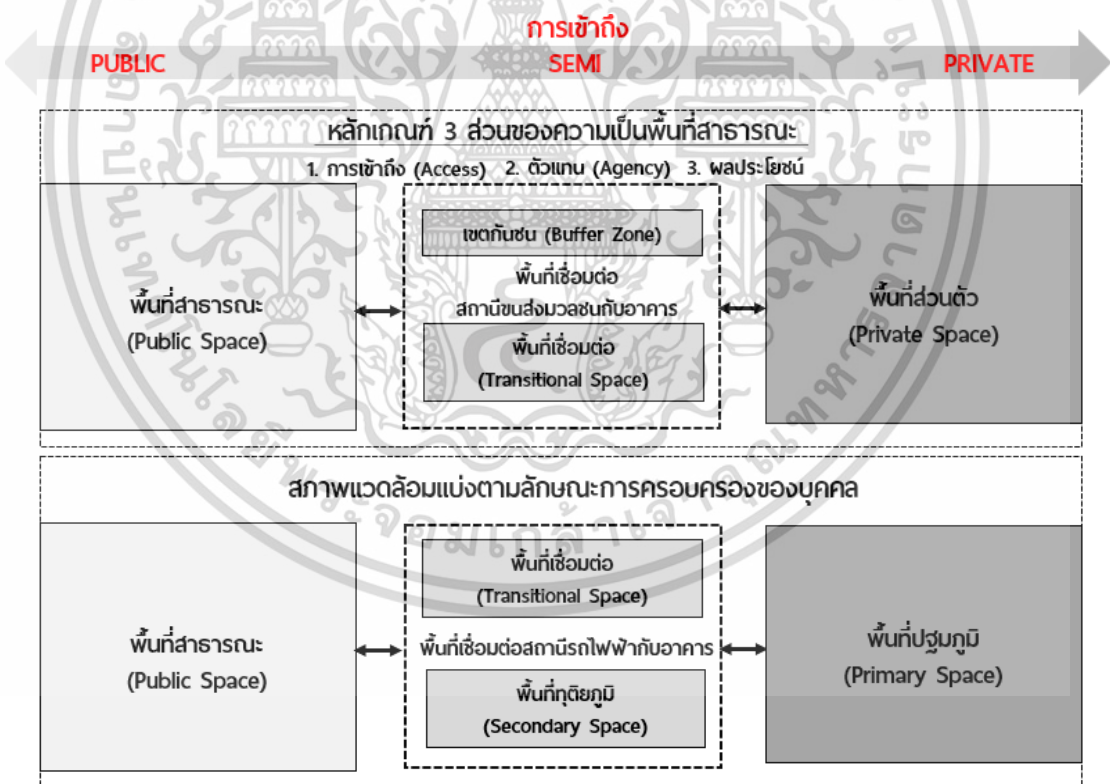 การเข้าถึง
PUBLIC SEMI PRIVATE
หลักเกณฑ์ 3 ส่วนของความเป็นพื้นที่สาธารณะ
1. การเข้าถึง (Access) 2. ตัวแทน (Agency) 3. ผลประโยชน์
พื้นที่สาธารณะ
(Public Space)
เขตกันชน (Buffer Zone)
พื้นที่เชื่อมต่อ
สถานีขนส่งมวลชนกับอาคาร
พื้นที่เชื่อมต่อ
(Transitional Space)
พื้นที่ส่วนตัว
(Private Space)
สภาพแวดล้อมแบ่งตามลักษณะการครอบครองของบุคคล
พื้นที่สาธารณะ
(Public Space)
พื้นที่เชื่อมต่อ
(Transitional Space)
พื้นที่เชื่อมต่อสถานีรถไฟฟ้ากับอาคาร
พื้นที่ทุติยภูมิ
(Secondary Space)
พื้นที่ปฐมภูมิ
(Primary Space)